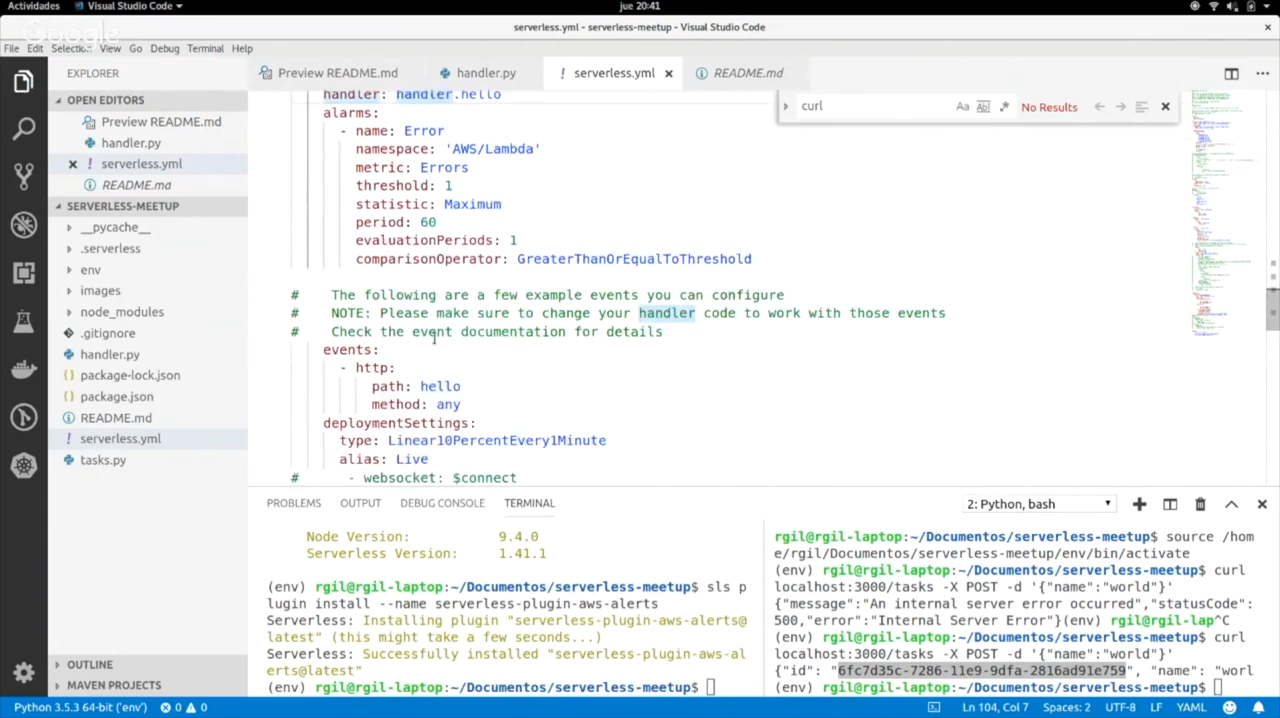 Actividades
Visual Studio Code
jue 20:41
serverless.yml - serverless-meetup - Visual Studio Code
Google
File Edit Selection View Go Debug Terminal Help
EXPLORER
Preview README.md
handler.py
! serverless.yml
README.md
OPEN EDITORS
Preview README.md
handler.py
! serverless.yml
README.md
SERVERLESS-MEETUP
__pycache__
.serverless
env
images
node_modules
.gitignore
handler.py
{} package-lock.json
{} package.json
README.md
! serverless.yml
tasks.py
OUTLINE
MAVEN PROJECTS
curl
Aa Abl .* No Results
handler: handler.hello
alarms:
- name: Error
namespace: 'AWS/Lambda'
metric: Errors
threshold: 1
statistic: Maximum
period: 60
evaluationPeriods: 1
comparisonOperator: GreaterThanOrEqualToThreshold
# The following are a few example events you can configure
# NOTE: Please make sure to change your handler code to work with those events
# Check the event documentation for details
events:
- http:
path: hello
method: any
deploymentSettings:
type: Linear10PercentEvery1Minute
alias: Live
# - websocket: $connect
PROBLEMS OUTPUT DEBUG CONSOLE TERMINAL
2: Python, bash
Node Version: 9.4.0
Serverless Version: 1.41.1
(env) rgil@rgil-laptop:~/Documentos/serverless-meetup$ sls p
lugin install --name serverless-plugin-aws-alerts
Serverless: Installing plugin "serverless-plugin-aws-alerts@
latest" (this might take a few seconds...)
Serverless: Successfully installed "serverless-plugin-aws-al
erts@latest"
(env) rgil@rgil-laptop:~/Documentos/serverless-meetup$
rgil@rgil-laptop:~/Documentos/serverless-meetup$ source /hom
e/rgil/Documentos/serverless-meetup/env/bin/activate
(env) rgil@rgil-laptop:~/Documentos/serverless-meetup$ curl
localhost:3000/tasks -X POST -d '{"name":"world"}'
{"message":"An internal server error occurred","statusCode":
500,"error":"Internal Server Error"}(env) rgil@rgil-lap^C
(env) rgil@rgil-laptop:~/Documentos/serverless-meetup$ curl
localhost:3000/tasks -X POST -d '{"name":"world"}'
{"id": "6fc7d35c-7286-11e9-9dfa-2816ad91e759", "name": "worl
(env) rgil@rgil-laptop:~/Documentos/serverless-meetup$
Python 3.5.3 64-bit ('env') 0 0
Ln 104, Col 7 Spaces: 2 UTF-8 LF YAML